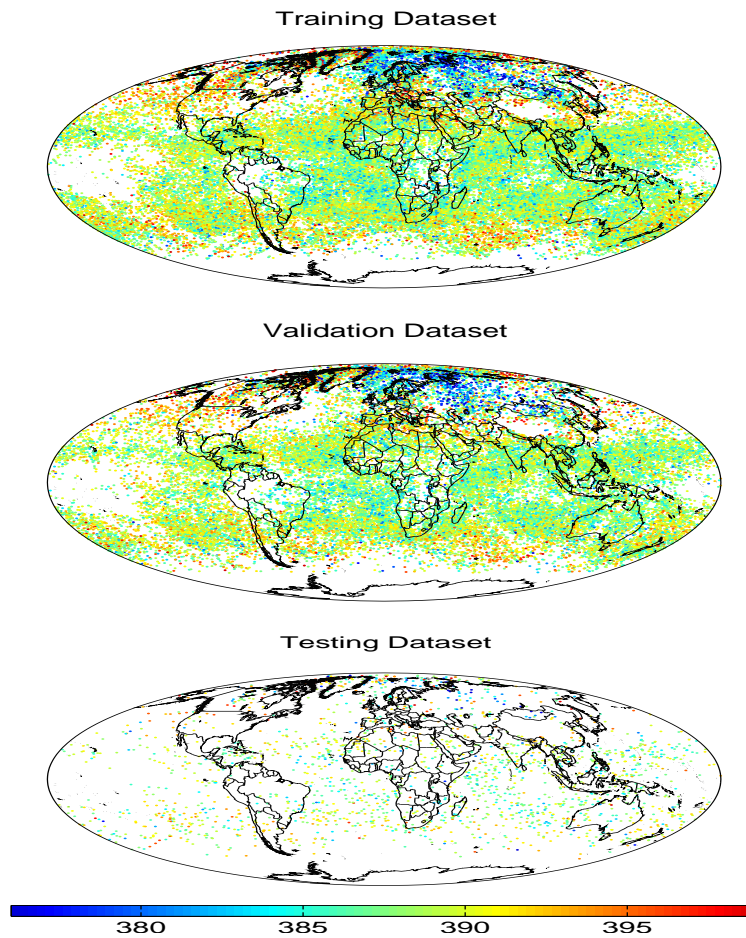 Training Dataset
Validation Dataset
Testing Dataset
380 385 390 395